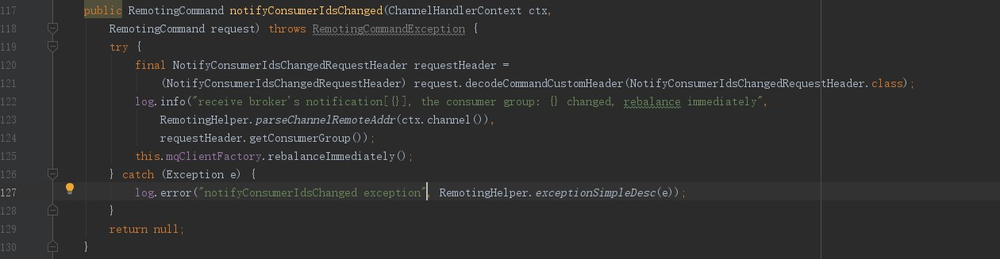 117 public RemotingCommand notifyConsumerIdsChanged(ChannelHandlerContext ctx,
118 RemotingCommand request) throws RemotingCommandException {
119 try {
120 final NotifyConsumerIdsChangedRequestHeader requestHeader =
121 (NotifyConsumerIdsChangedRequestHeader) request.decodeCommandCustomHeader(NotifyConsumerIdsChangedRequestHeader.class);
122 log.info("receive broker's notification[{}], the consumer group: {} changed, rebalance immediately",
123 RemotingHelper.parseChannelRemoteAddr(ctx.channel()),
124 requestHeader.getConsumerGroup());
125 this.mqClientFactory.rebalanceImmediately();
126 } catch (Exception e) {
127 log.error("notifyConsumerIdsChanged exception", RemotingHelper.exceptionSimpleDesc(e));
128 }
129 return null;
130 }